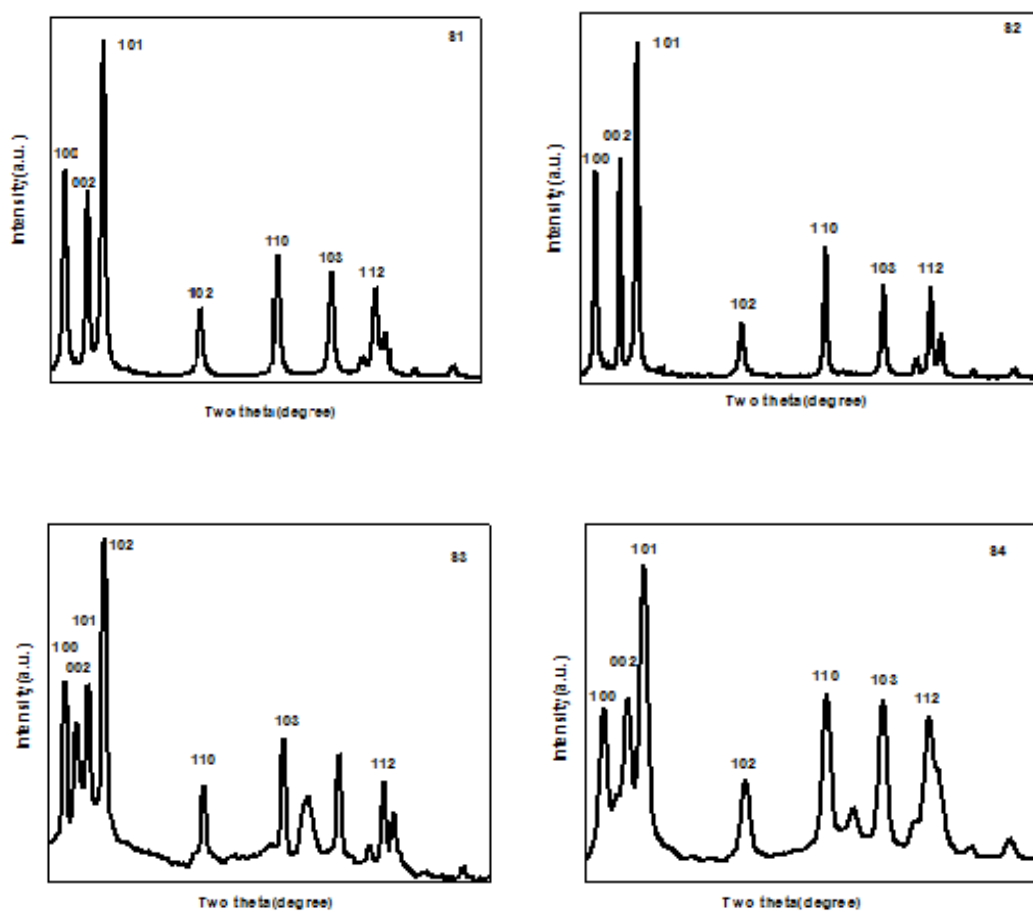 S1
101
100
002
110
103
112
102
Intensity(a.u.)
Two theta(degree)
S2
101
002
100
110
103
112
102
Intensity(a.u.)
Two theta(degree)
102
S3
101
100
002
103
110
112
Intensity(a.u.)
Two theta(degree)
101
S4
002
100
110
103
112
102
Intensity(a.u.)
Two theta(degree)